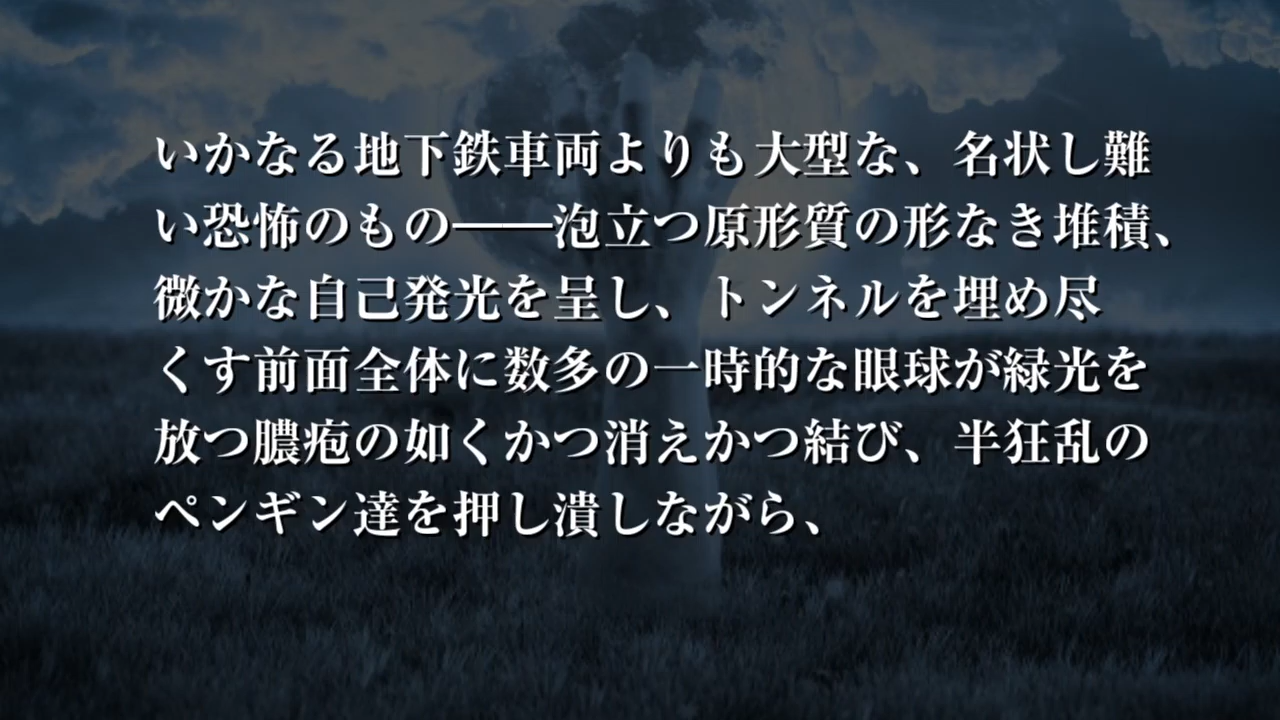 いかなる地下鉄車両よりも大型な、名状し難
い恐怖のもの――泡立つ原形質の形なき堆積、
微かな自己発光を呈し、トンネルを埋め尽
くす前面全体に数多の一時的な眼球が緑光を
放つ膿疱の如くかつ消えかつ結び、半狂乱の
ペンギン達を押し潰しながら、